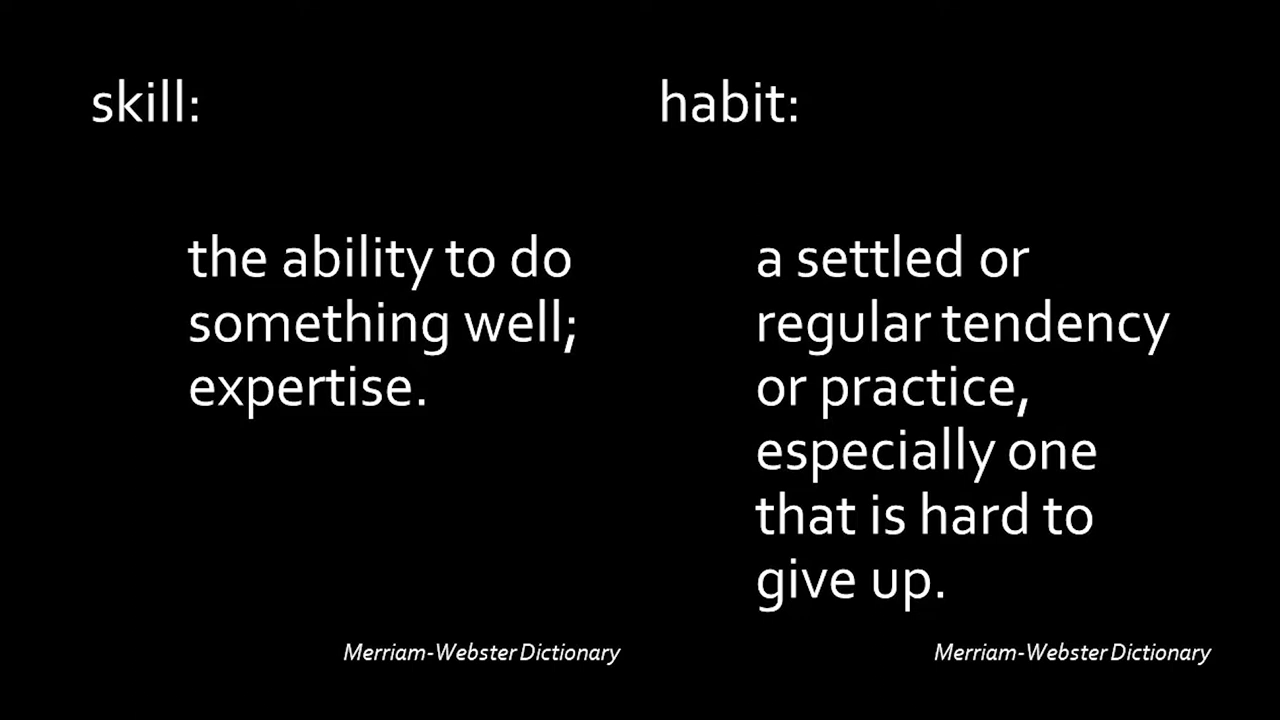 skill:
the ability to do
something well;
expertise.
Merriam-Webster Dictionary
habit:
a settled or
regular tendency
or practice,
especially one
that is hard to
give up.
Merriam-Webster Dictionary